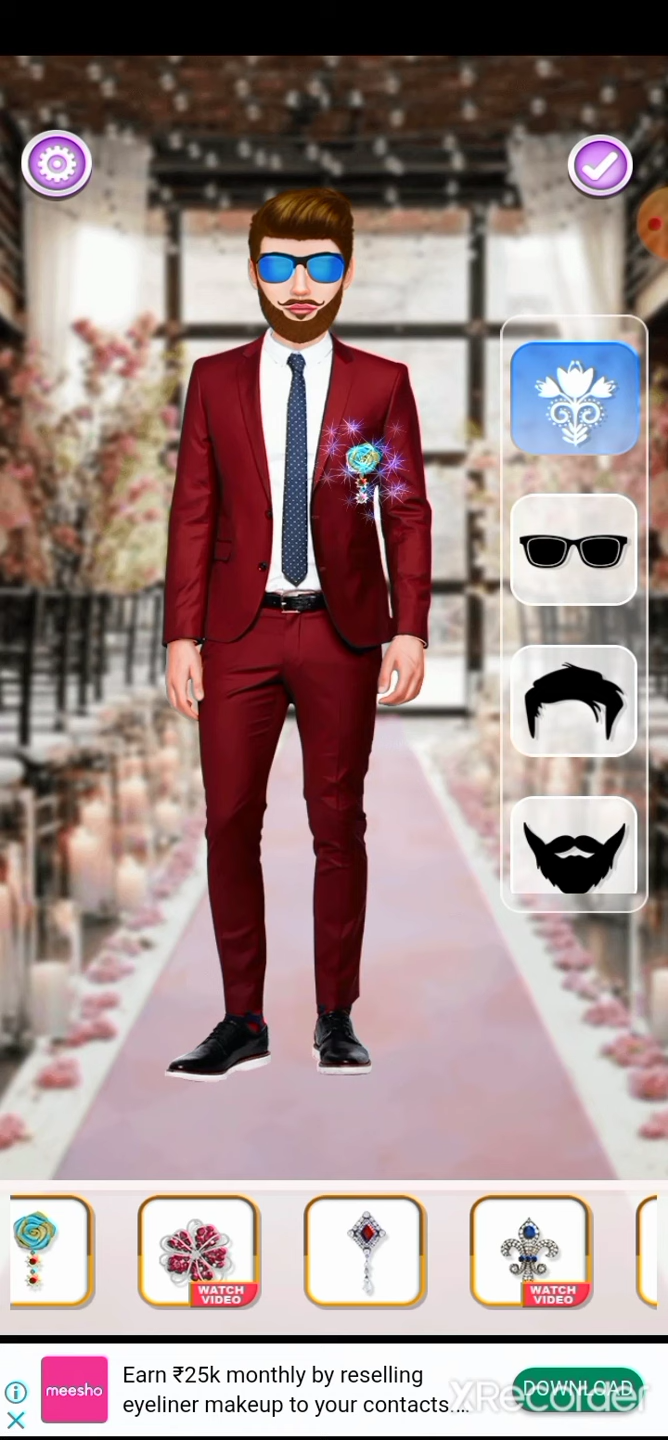 WATCH
VIDEO
WATCH
VIDEO
meesho
Earn ₹25k monthly by reselling
eyeliner makeup to your contacts....
DOWNLOAD
XRecorder